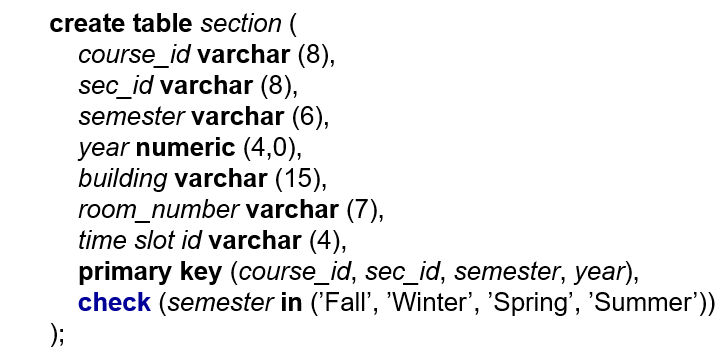 create table section (
course_id varchar (8),
sec_id varchar (8),
semester varchar (6),
year numeric (4,0),
building varchar (15),
room_number varchar (7),
time slot id varchar (4),
primary key (course_id, sec_id, semester, year),
check (semester in (’Fall’, ’Winter’, ’Spring’, ’Summer’))
);